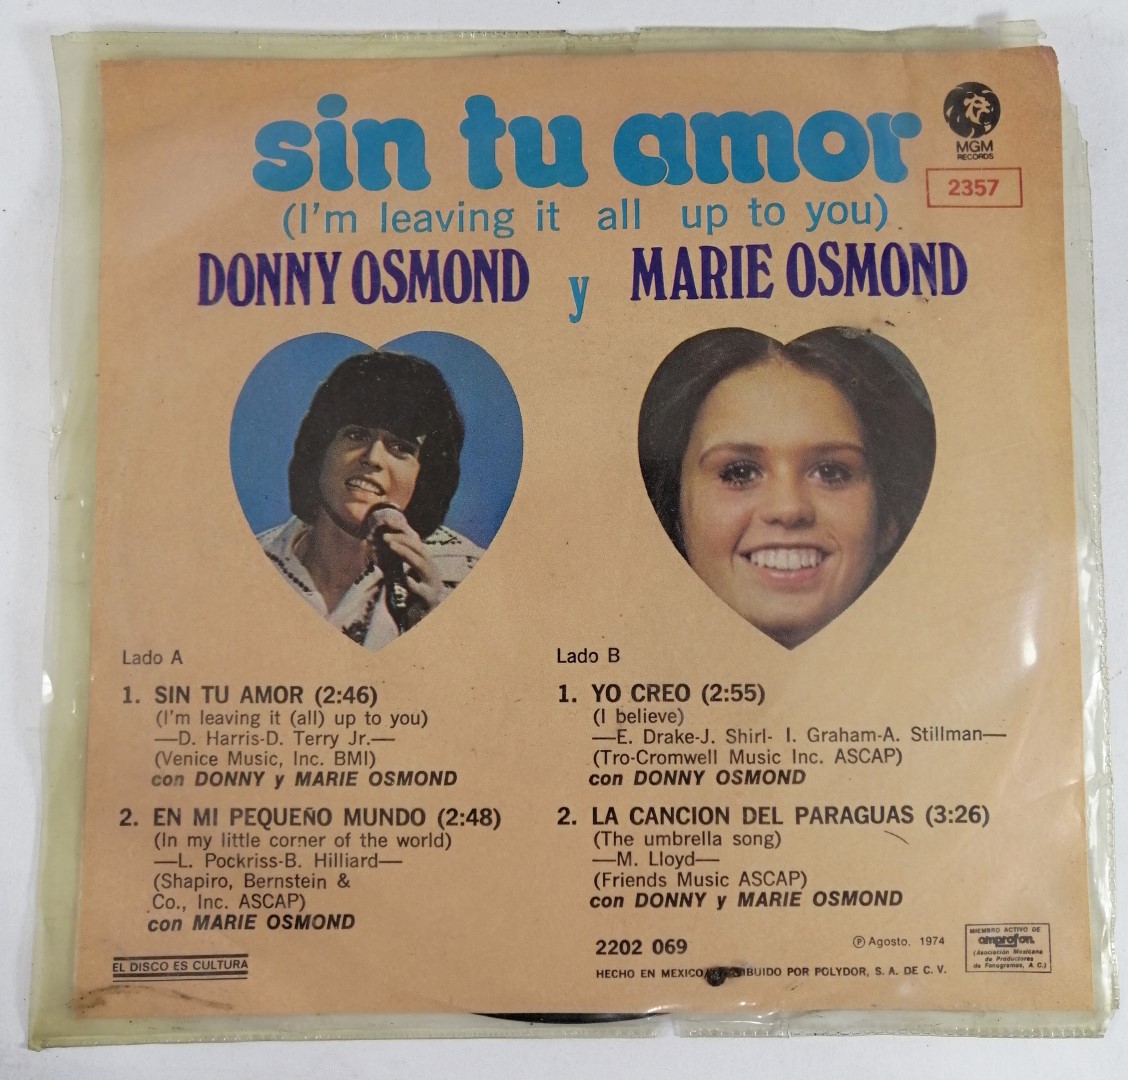 sin tu amor
MGM
RECORDS
2357
(I'm leaving it all up to you)
DONNY OSMOND y MARIE OSMOND
Lado A
1. SIN TU AMOR (2:46)
(I'm leaving it (all) up to you)
—D. Harris-D. Terry Jr.—
(Venice Music, Inc. BMI)
con DONNY y MARIE OSMOND
2. EN MI PEQUEÑO MUNDO (2:48)
(In my little corner of the world)
—L. Pockriss-B. Hilliard—
(Shapiro, Bernstein &
Co., Inc. ASCAP)
con MARIE OSMOND
EL DISCO ES CULTURA
Lado B
1. YO CREO (2:55)
(I believe)
—E. Drake-J. Shirl- I. Graham-A. Stillman—
(Tro-Cromwell Music Inc. ASCAP)
con DONNY OSMOND
2. LA CANCION DEL PARAGUAS (3:26)
(The umbrella song)
—M. Lloyd—
(Friends Music ASCAP)
con DONNY y MARIE OSMOND
2202 069
Ⓟ Agosto, 1974
HECHO EN MEXICO POR POLYDOR, S. A. DE C. V.
MIEMBRO ACTIVO DE
amprofon.
(Asociación Mexicana
de Productores
de Fonogramas, A. C.)